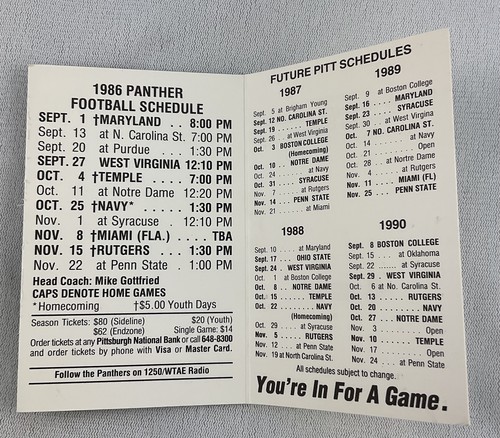 1986 PANTHER
FOOTBALL SCHEDULE
SEPT. 1 †MARYLAND . . 8:00 PM
Sept. 13 at N. Carolina St. 7:00 PM
Sept. 20 at Purdue . . . 1:30 PM
SEPT. 27 WEST VIRGINIA 12:10 PM
OCT. 4 †TEMPLE . . . . . 7:00 PM
Oct. 11 at Notre Dame 12:20 PM
OCT. 25 †NAVY* . . . . . 1:30 PM
Nov. 1 at Syracuse . 12:10 PM
NOV. 8 †MIAMI (FLA.) . . . . TBA
NOV. 15 †RUTGERS . . . 1:30 PM
Nov. 22 at Penn State . 1:00 PM
Head Coach: Mike Gottfried
CAPS DENOTE HOME GAMES
*Homecoming †$5.00 Youth Days
Season Tickets: $80 (Sideline) $20 (Youth)
$62 (Endzone) Single Game: $14
Order tickets at any Pittsburgh National Bank or call 648-8300
and order tickets by phone with Visa or Master Card.
Follow the Panthers on 1250/WTAE Radio
FUTURE PITT SCHEDULES
1987
Sept. 5 at Brigham Young
Sept. 12 NO. CAROLINA ST.
Sept. 19 . . . . . TEMPLE
Sept. 26 . . at West Virginia
Oct. 3 BOSTON COLLEGE
(Homecoming)
Oct. 10 . . NOTRE DAME
Oct. 24 . . . . . at Navy
Oct. 31 . . . . SYRACUSE
Nov. 7 . . . . at Rutgers
Nov. 14 . . PENN STATE
Nov. 21 . . . . at Miami
1989
Sept. 9 at Boston College
Sept. 16 . . . MARYLAND
Sept. 23 . . . SYRACUSE
Sept. 30 . . at West Virginia
Oct. 7 NO. CAROLINA ST.
Oct. 14 . . . . . at Navy
Oct. 21 . . . . . . Open
Oct. 28 . . at Nortre Dame
Nov. 4 . . . . at Rutgers
Nov. 11 . . . MIAMI (FL)
Nov. 25 . . PENN STATE
1988
Sept. 10 . . . at Maryland
Sept. 17 . . . OHIO STATE
Sept. 24 . WEST VIRGINIA
Oct. 1 at Boston College
Oct. 8 . . NOTRE DAME
Oct. 15 . . . . . TEMPLE
Oct. 22 . . . . . . NAVY
(Homecoming)
Oct. 29 . . . at Syracuse
Nov. 5 . . . . RUTGERS
Nov. 12 . . at Penn State
Nov. 19 at North Carolina St.
1990
Sept. 8 BOSTON COLLEGE
Sept. 15 . . . at Oklahoma
Sept. 22 . . . . at Syracuse
Sept. 29 . WEST VIRGINIA
Oct. 6 at No. Carolina St.
Oct. 13 . . . . RUTGERS
Oct. 20 . . . . . . NAVY
Oct. 27 . . NOTRE DAME
Nov. 3 . . . . . . Open
Nov. 10 . . . . . TEMPLE
Nov. 17 . . . . . . Open
Nov. 24 . . at Penn State
All schedules subject to change.
You're In For A Game.